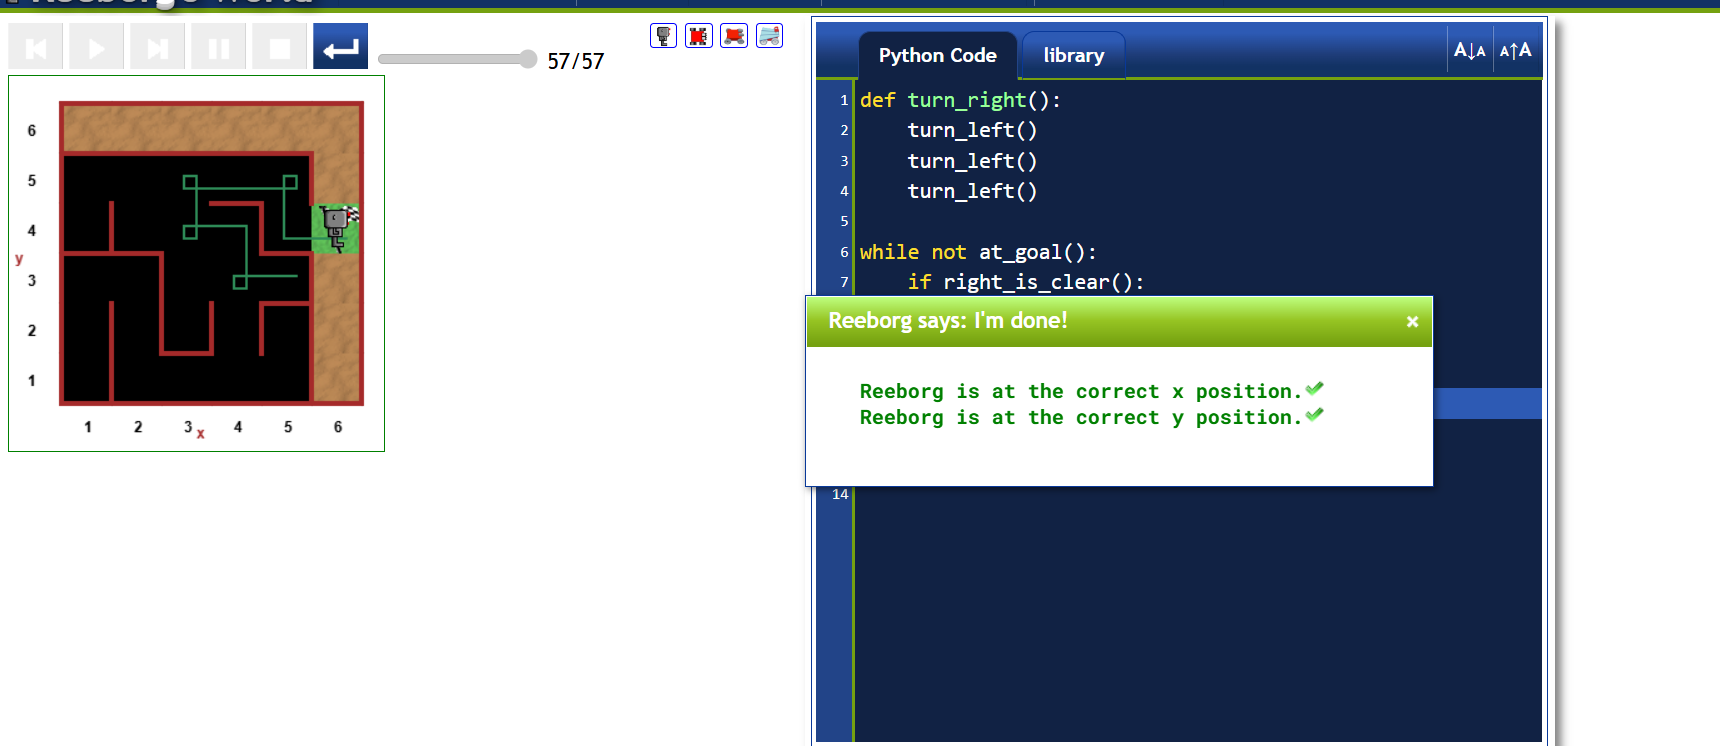 57/57
6
5
4
3
2
1
y
1
2
3
4
5
6
x
Python Code
library
A↓A
A↑A
1 def turn_right():
2     turn_left()
3     turn_left()
4     turn_left()
5
6 while not at_goal():
7     if right_is_clear():
Reeborg says: I'm done!
×
Reeborg is at the correct x position.
Reeborg is at the correct y position.
14